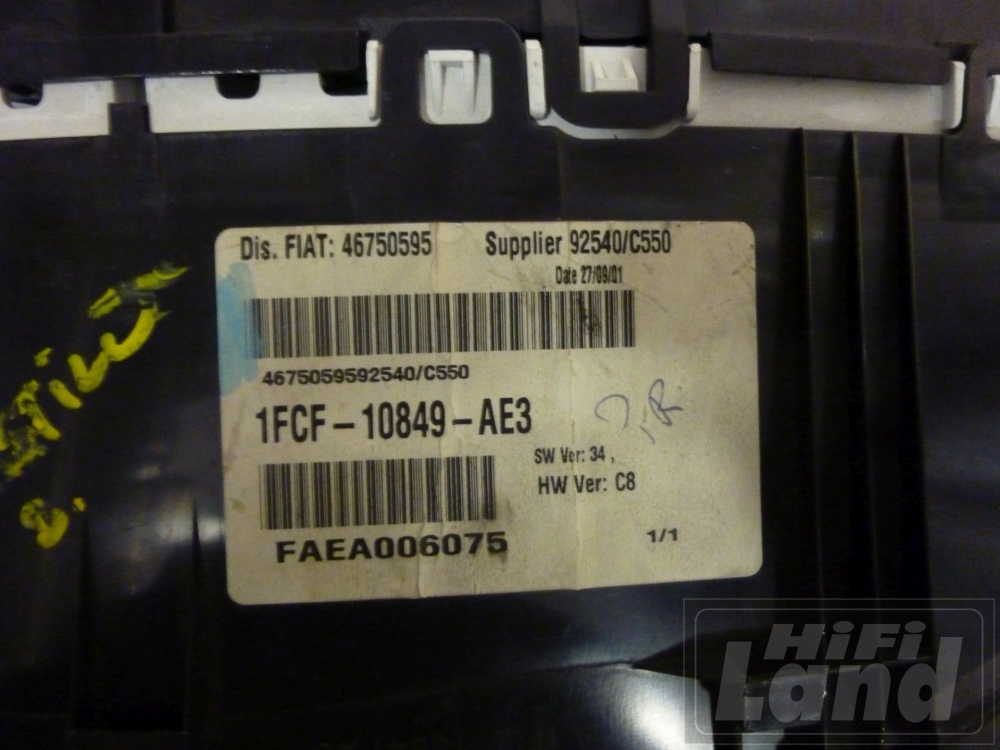 Dis. FIAT: 46750595 Supplier 92540/C550
Date 27/09/01
4675059592540/C550
1FCF-10849-AE3
SW Ver: 34
HW Ver: C8
FAEA006075
1/1
HiFi
Land